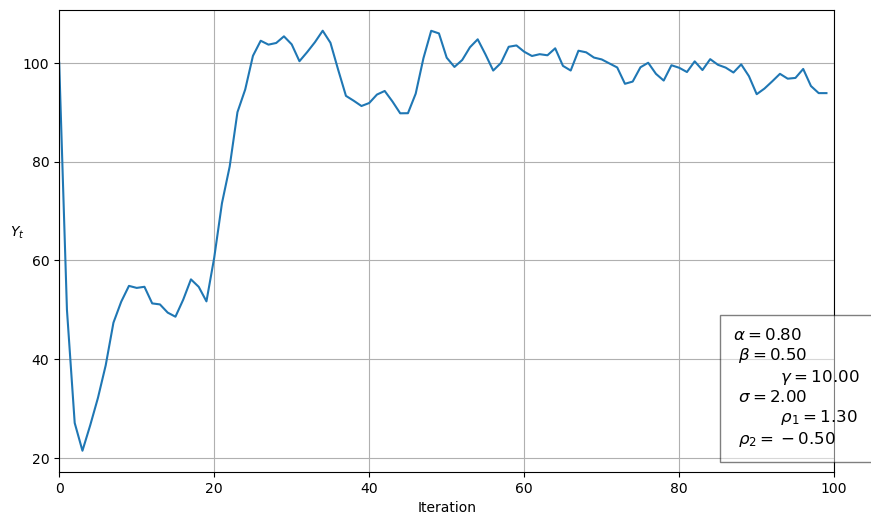 100
80
60
40
20
Y_t
0 20 40 60 80 100
Iteration
α = 0.80
β = 0.50
γ = 10.00
σ = 2.00
ρ₁ = 1.30
ρ₂ = −0.50